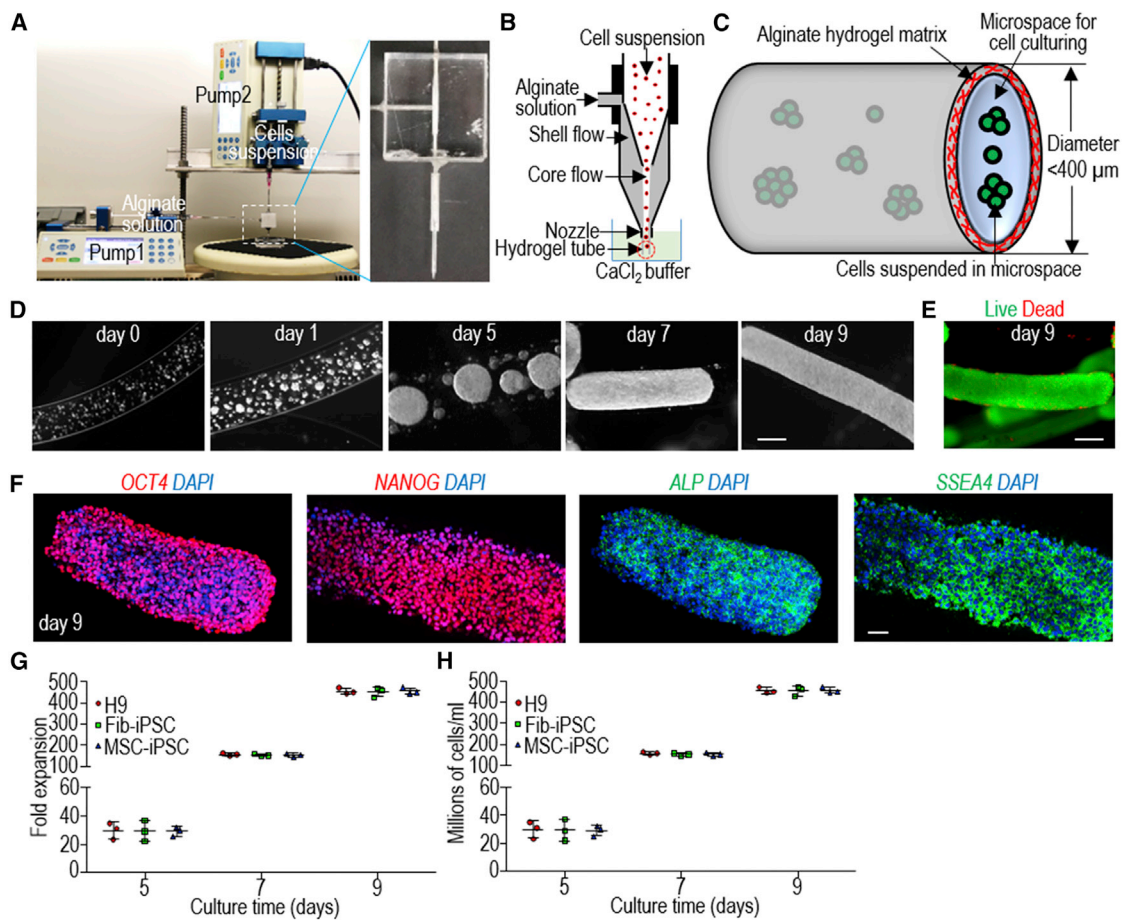 A
Pump2
Cells
suspension
Alginate
solution
Pump1
B
Cell suspension
Alginate
solution
Shell flow
Core flow
Nozzle
Hydrogel tube
CaCl2 buffer
C
Alginate hydrogel matrix
Microspace for
cell culturing
Diameter
<400 µm
Cells suspended in microspace
D
day 0
day 1
day 5
day 7
day 9
E
Live Dead
day 9
F
OCT4 DAPI
NANOG DAPI
ALP DAPI
SSEA4 DAPI
day 9
G
Fold expansion
500
400
300
200
100
60
40
20
0
H9
Fib-iPSC
MSC-iPSC
5 7 9
Culture time (days)
H
Millions of cells/ml
500
400
300
200
100
60
40
20
0
H9
Fib-iPSC
MSC-iPSC
5 7 9
Culture time (days)